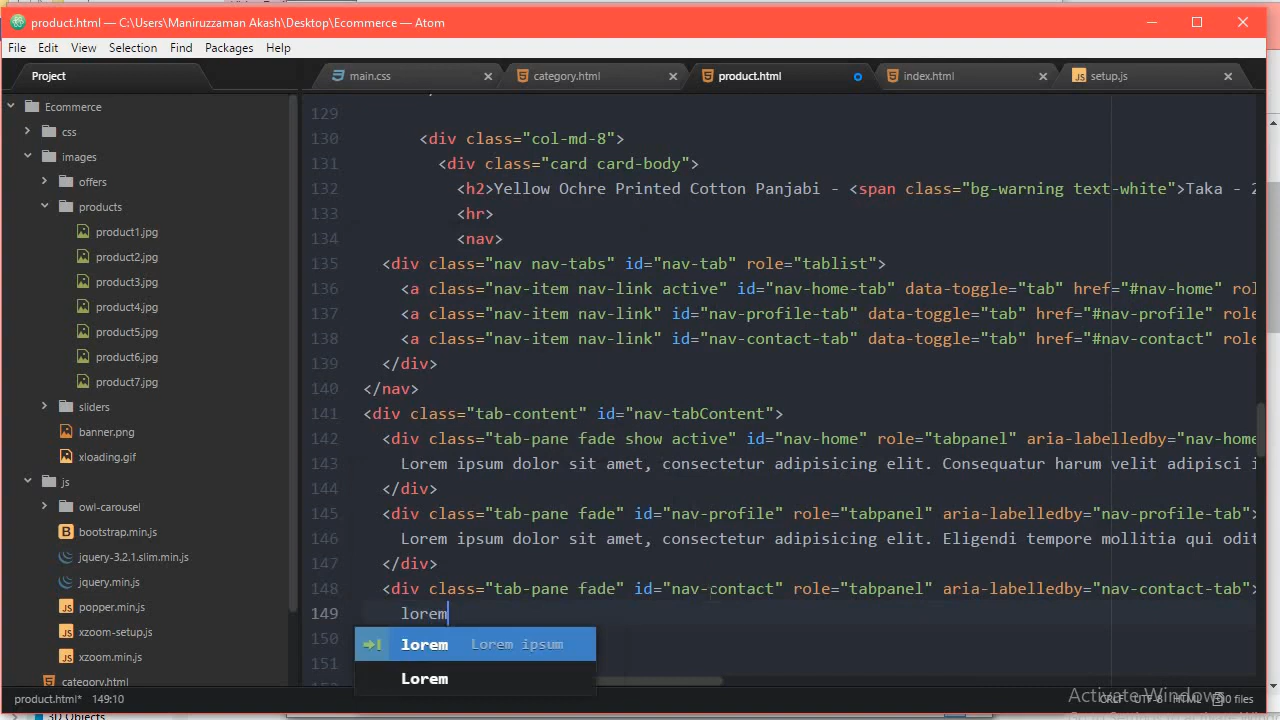 product.html — C:\Users\Maniruzzaman Akash\Desktop\Ecommerce — Atom
File Edit View Selection Find Packages Help
Project
main.css
category.html
product.html
index.html
setup.js
Ecommerce
css
images
offers
products
product1.jpg
product2.jpg
product3.jpg
product4.jpg
product5.jpg
product6.jpg
product7.jpg
sliders
banner.png
xloading.gif
js
owl-carousel
bootstrap.min.js
jquery-3.2.1.slim.min.js
jquery.min.js
popper.min.js
xzoom-setup.js
xzoom.min.js
category.html
129
130 <div class="col-md-8">
131 <div class="card card-body">
132 <h2>Yellow Ochre Printed Cotton Panjabi - <span class="bg-warning text-white">Taka - 2
133 <hr>
134 <nav>
135 <div class="nav nav-tabs" id="nav-tab" role="tablist">
136 <a class="nav-item nav-link active" id="nav-home-tab" data-toggle="tab" href="#nav-home" rol
137 <a class="nav-item nav-link" id="nav-profile-tab" data-toggle="tab" href="#nav-profile" role
138 <a class="nav-item nav-link" id="nav-contact-tab" data-toggle="tab" href="#nav-contact" role
139 </div>
140 </nav>
141 <div class="tab-content" id="nav-tabContent">
142 <div class="tab-pane fade show active" id="nav-home" role="tabpanel" aria-labelledby="nav-home
143 Lorem ipsum dolor sit amet, consectetur adipisicing elit. Consequatur harum velit adipisci i
144 </div>
145 <div class="tab-pane fade" id="nav-profile" role="tabpanel" aria-labelledby="nav-profile-tab">
146 Lorem ipsum dolor sit amet, consectetur adipisicing elit. Eligendi tempore mollitia qui odit
147 </div>
148 <div class="tab-pane fade" id="nav-contact" role="tabpanel" aria-labelledby="nav-contact-tab">
149 lorem
150
151
lorem Lorem ipsum
Lorem
Activate Windows
product.html* 149:10
CRLF UTF-8 HTML 0 files
3D Objects